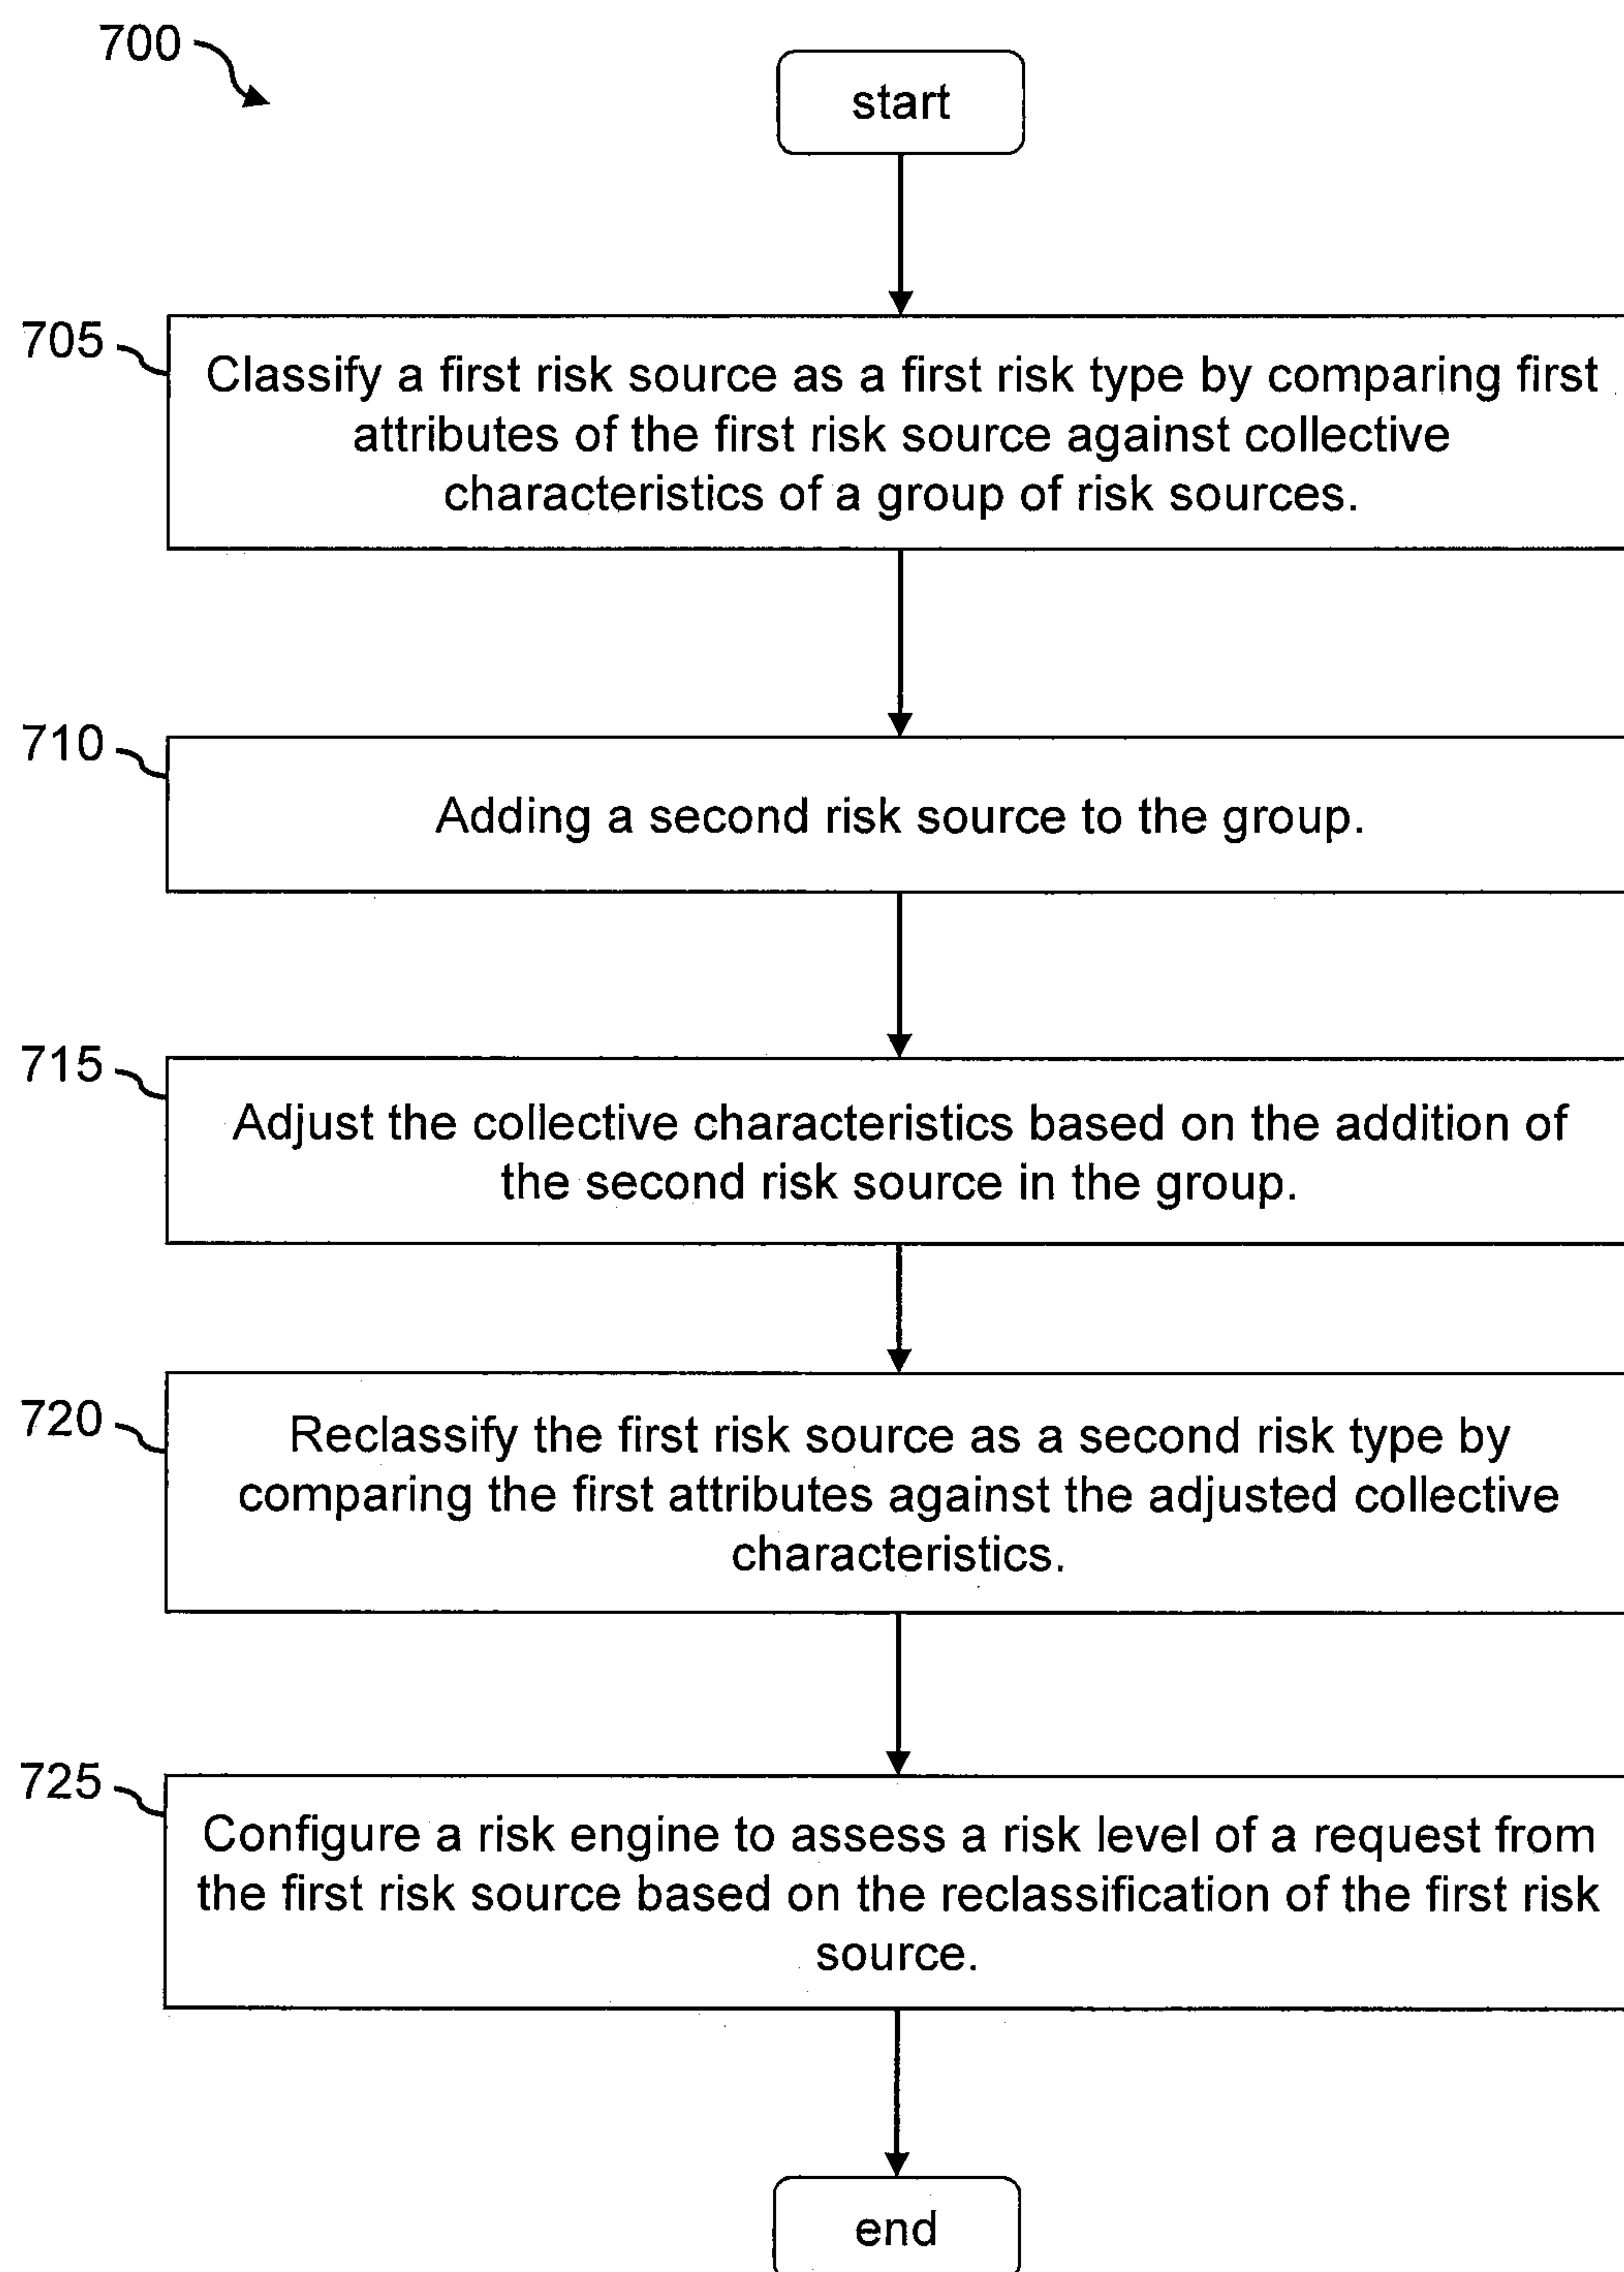 700
start
705
Classify a first risk source as a first risk type by comparing first
attributes of the first risk source against collective
characteristics of a group of risk sources.
710
Adding a second risk source to the group.
715
Adjust the collective characteristics based on the addition of
the second risk source in the group.
720
Reclassify the first risk source as a second risk type by
comparing the first attributes against the adjusted collective
characteristics.
725
Configure a risk engine to assess a risk level of a request from
the first risk source based on the reclassification of the first risk
source.
end